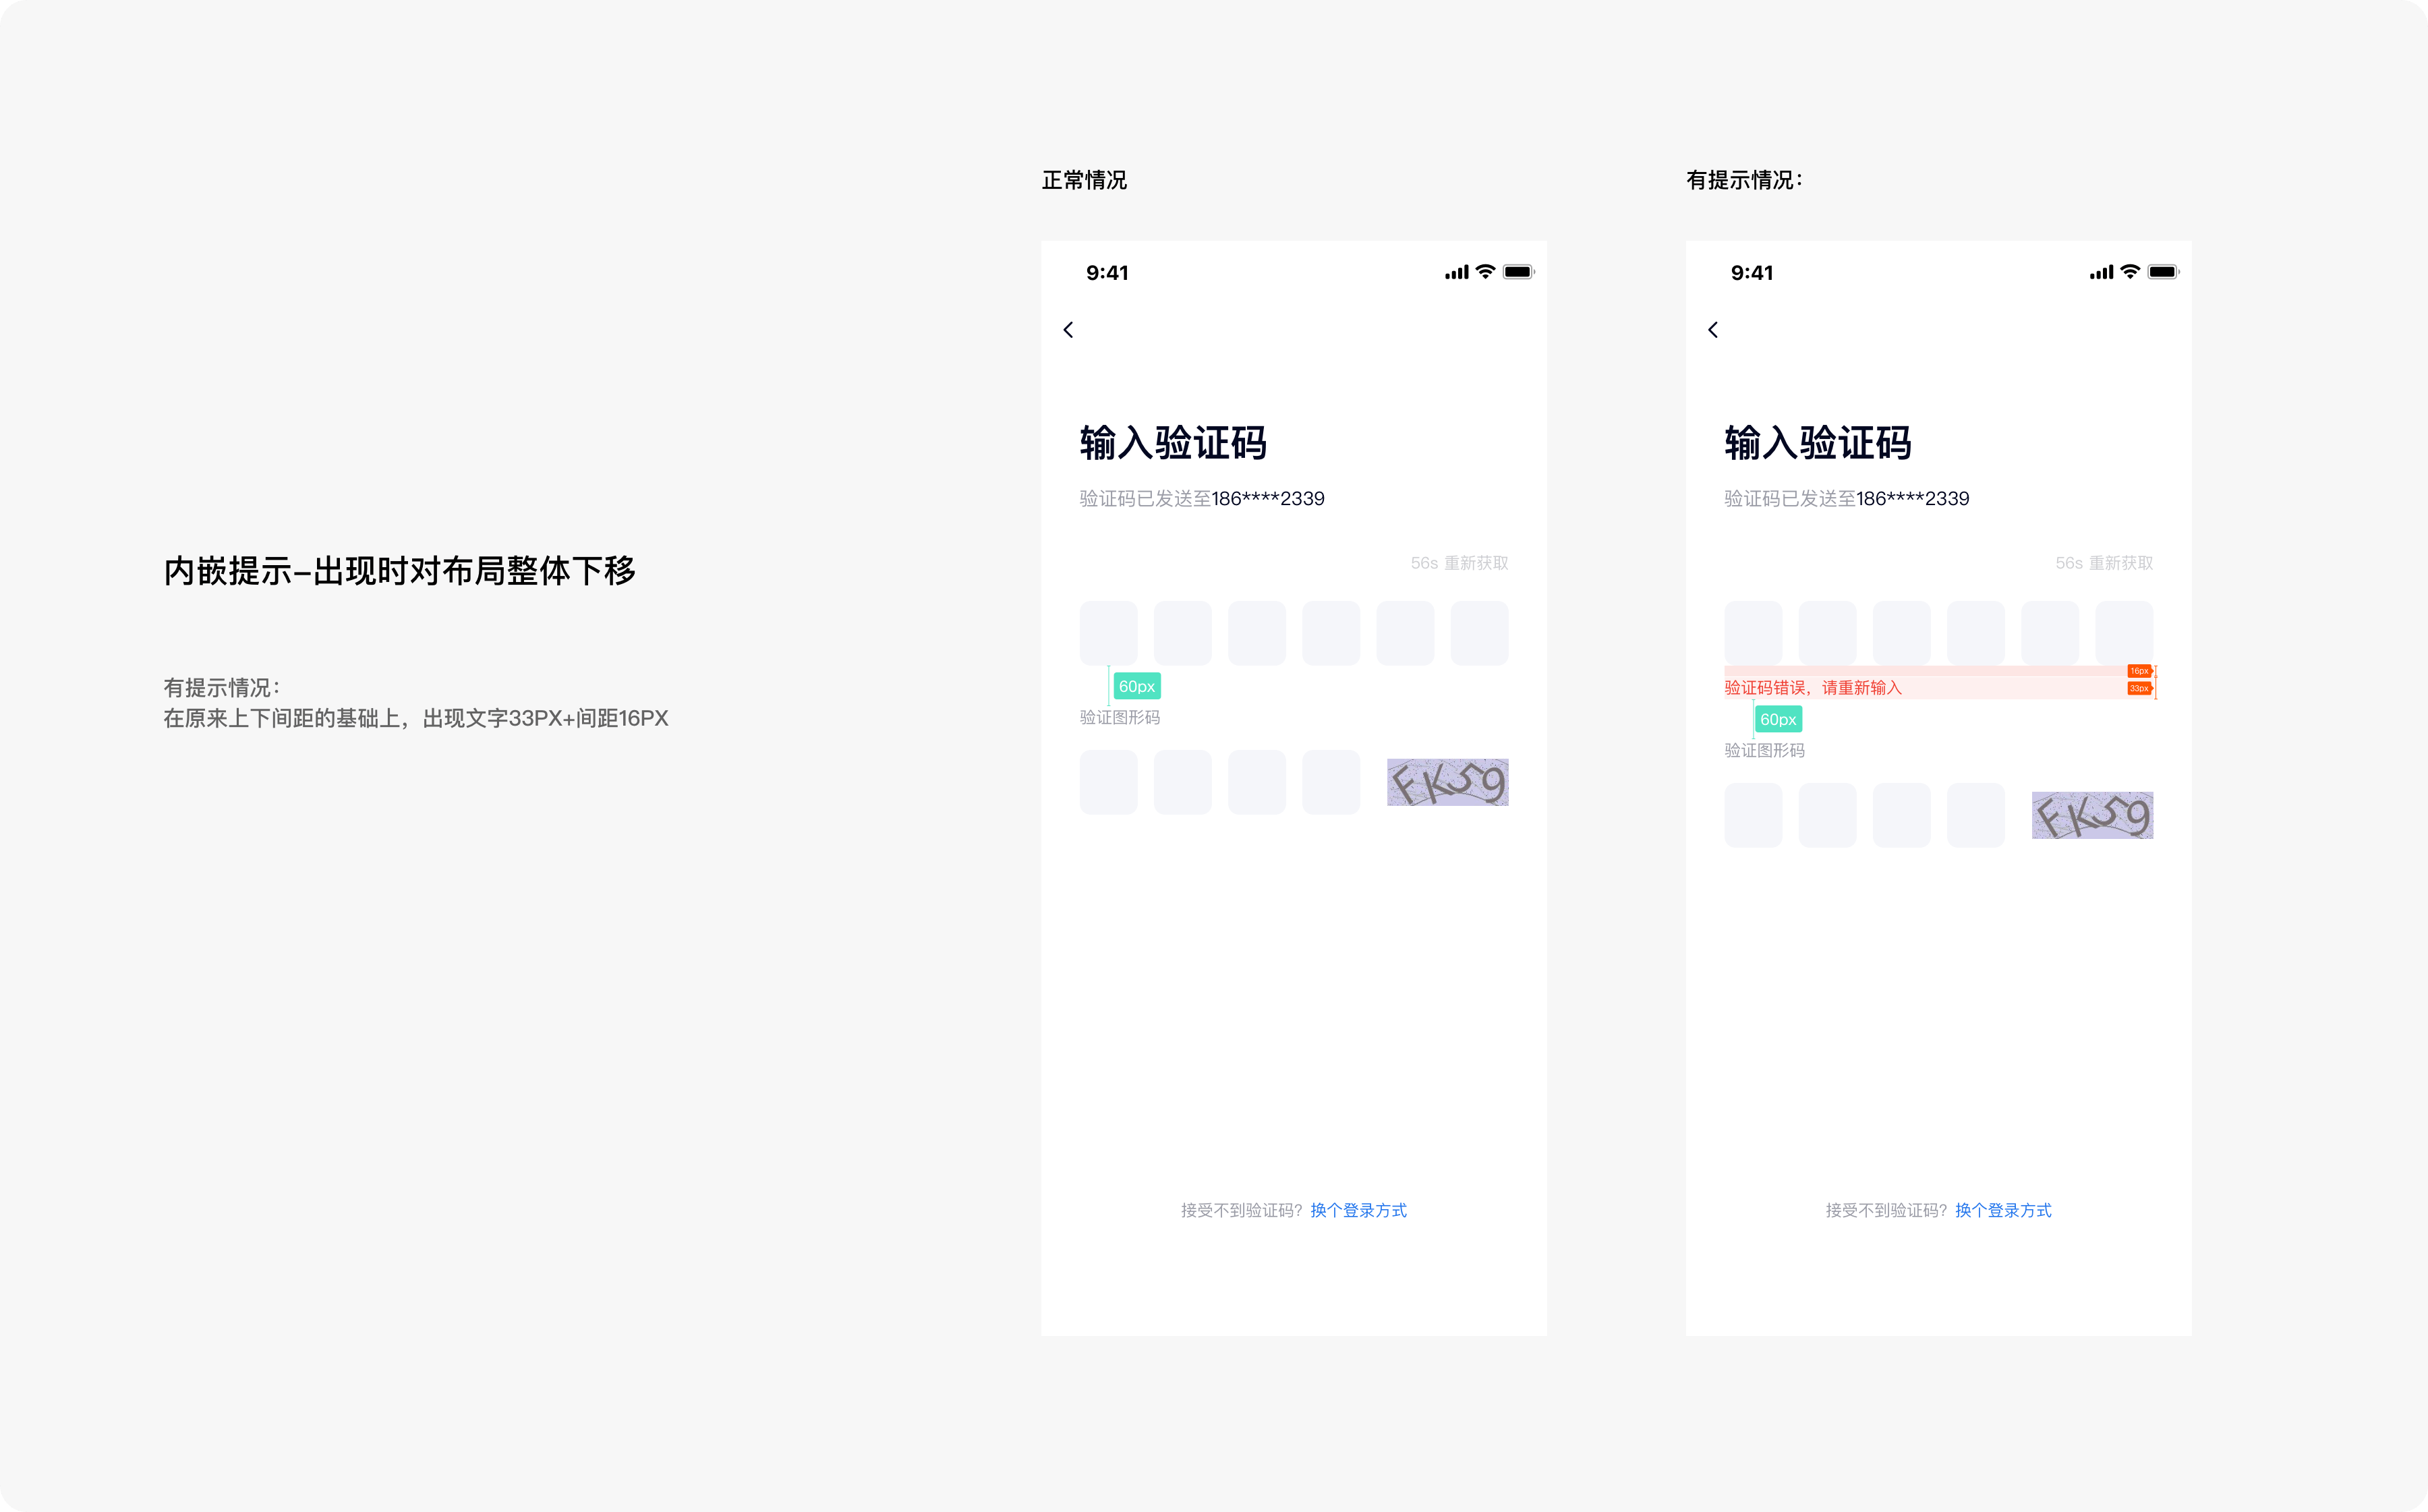 内嵌提示–出现时对布局整体下移
有提示情况：
在原来上下间距的基础上，出现文字33PX+间距16PX
正常情况
9:41
输入验证码
验证码已发送至186****2339
56s 重新获取
60px
验证图形码
FK59
接受不到验证码？ 换个登录方式
有提示情况：
9:41
输入验证码
验证码已发送至186****2339
56s 重新获取
16px
验证码错误，请重新输入
33px
60px
验证图形码
FK59
接受不到验证码？ 换个登录方式